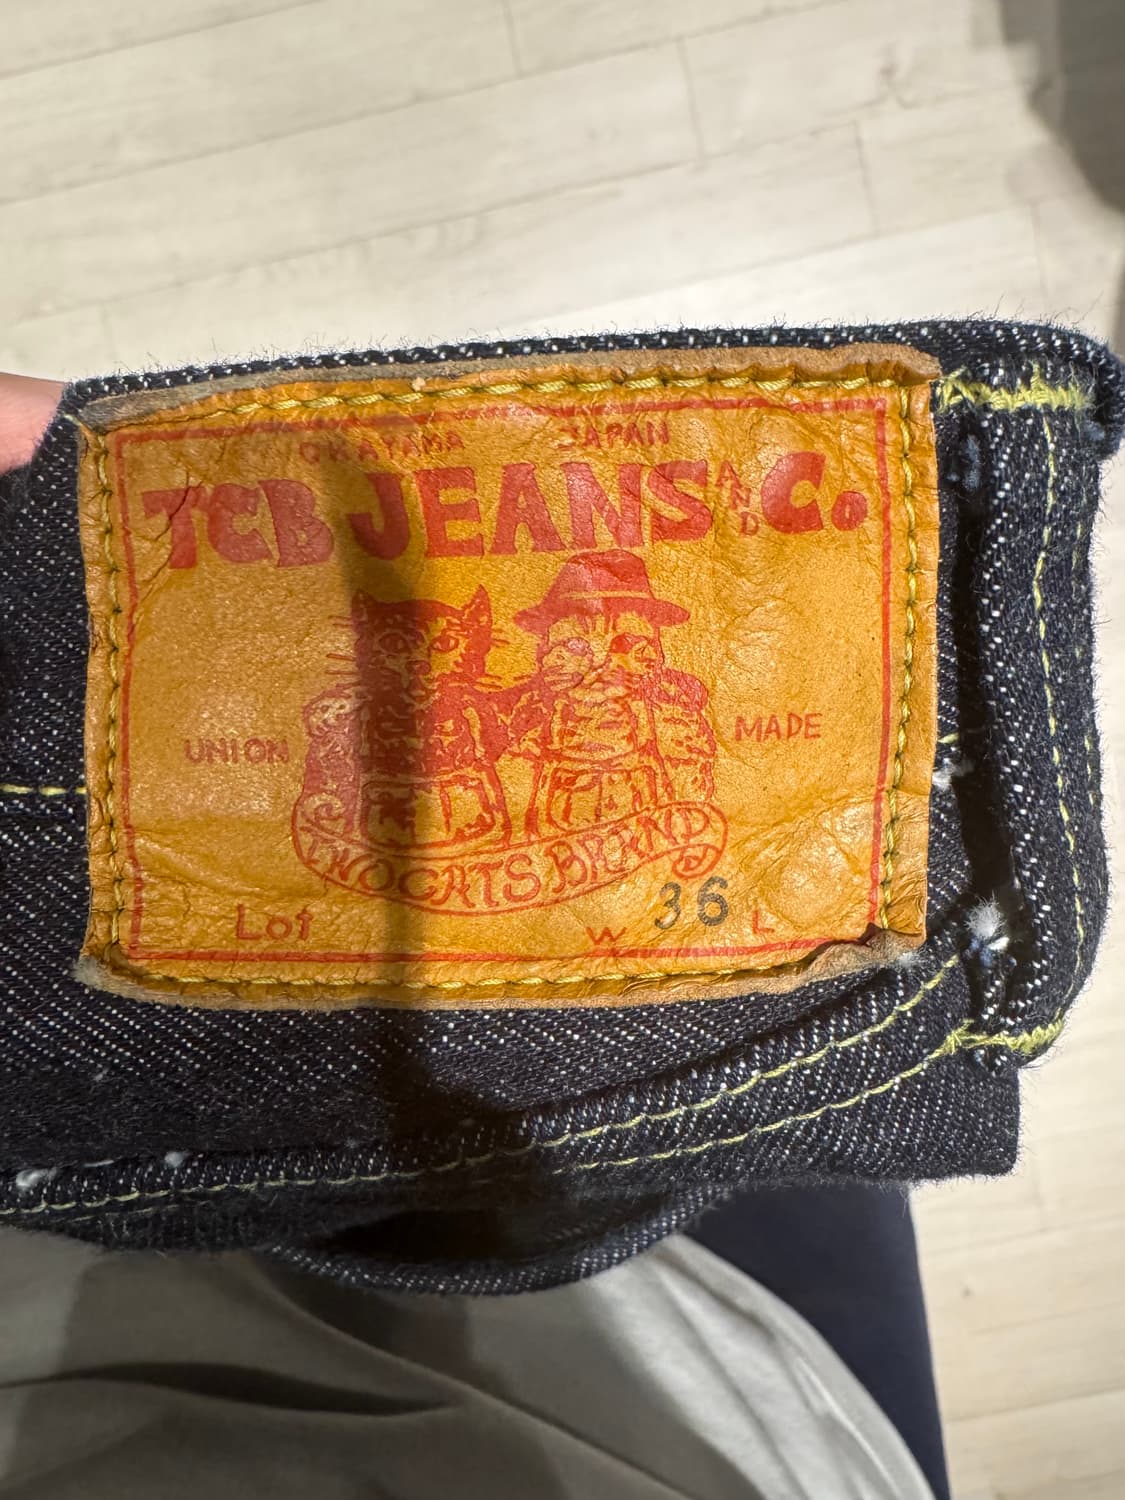 OKAYAMA JAPAN
TCB JEANS AND Co
UNION MADE
TWO CATS BRAND
Lot W 36 L